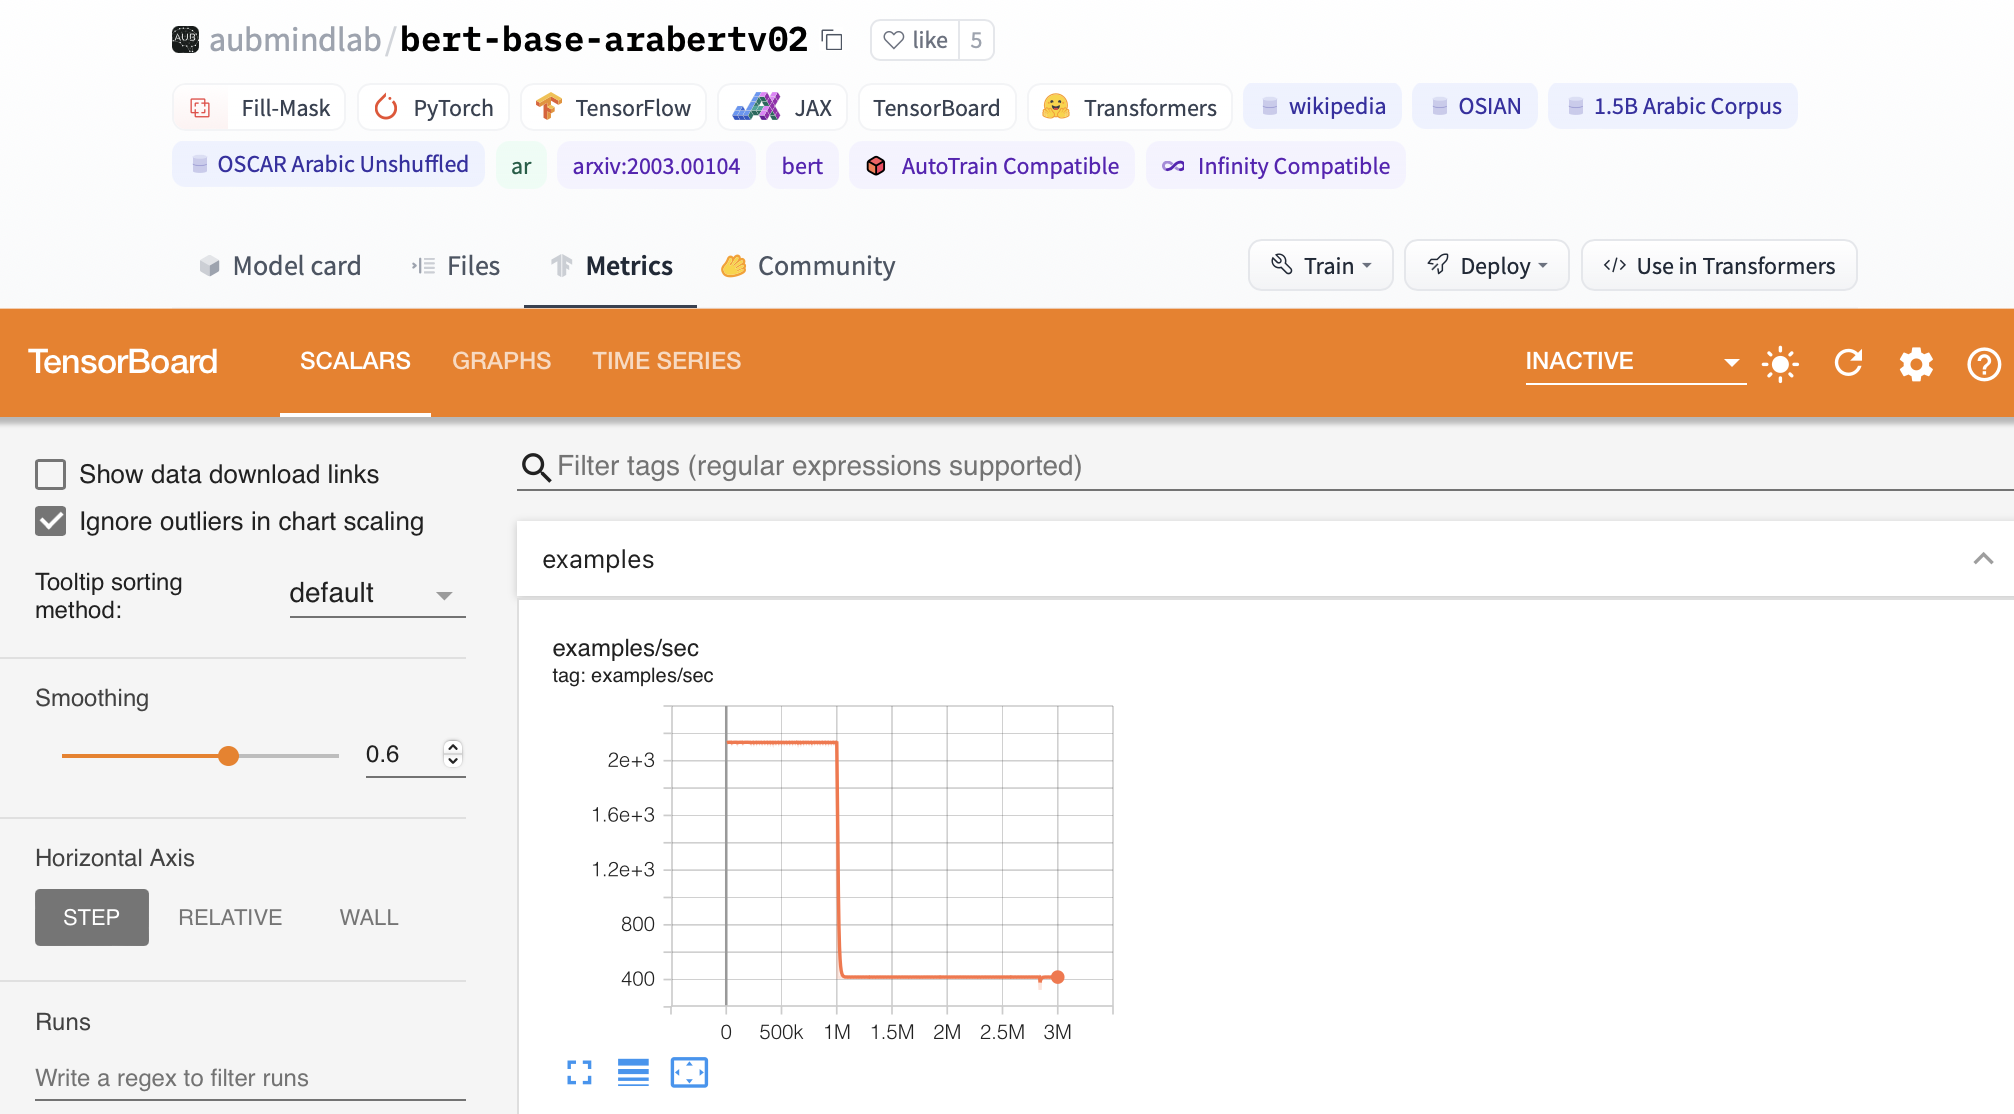 aubmindlab/bert-base-arabertv02 like 5
Fill-Mask PyTorch TensorFlow JAX TensorBoard Transformers wikipedia OSIAN 1.5B Arabic Corpus
OSCAR Arabic Unshuffled ar arxiv:2003.00104 bert AutoTrain Compatible Infinity Compatible
Model card Files Metrics Community Train Deploy </> Use in Transformers
TensorBoard SCALARS GRAPHS TIME SERIES INACTIVE
Show data download links
Ignore outliers in chart scaling
Tooltip sorting
method:
default
Smoothing
0.6
Horizontal Axis
STEP RELATIVE WALL
Runs
Write a regex to filter runs
Filter tags (regular expressions supported)
examples
examples/sec
tag: examples/sec
2e+3
1.6e+3
1.2e+3
800
400
0 500k 1M 1.5M 2M 2.5M 3M